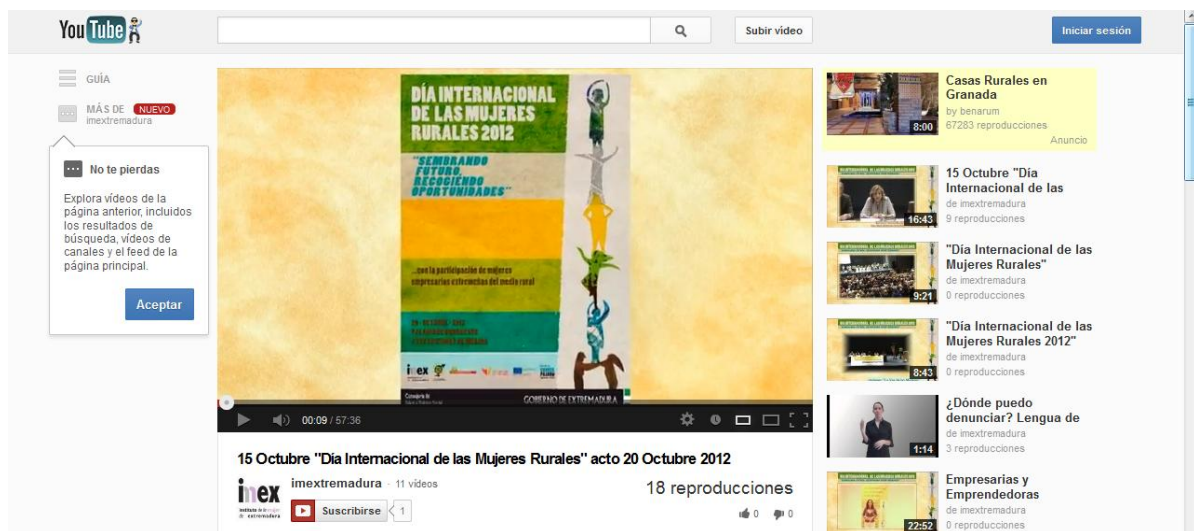 YouTube
Subir vídeo
Iniciar sesión
GUÍA
MÁS DE NUEVO
imextremadura
No te pierdas
Explora vídeos de la
página anterior, incluidos
los resultados de
búsqueda, vídeos de
canales y el feed de la
página principal.
Aceptar
DÍA INTERNACIONAL
DE LAS MUJERES
RURALES 2012
"SEMBRANDO
FUTURO,
RECOGIENDO
OPORTUNIDADES"
...con la participación de mujeres
empresarias extremeñas del medio rural
imex
GOBIERNO DE EXTREMADURA
00:09 / 57:36
15 Octubre "Dia Internacional de las Mujeres Rurales" acto 20 Octubre 2012
imex
imextremadura · 11 vídeos
Suscribirse 1
18 reproducciones
0 0
Casas Rurales en
Granada
by benarum
67283 reproducciones
Anuncio
8:00
15 Octubre "Día
Internacional de las
de imextremadura
9 reproducciones
16:43
"Día Internacional de las
Mujeres Rurales"
de imextremadura
0 reproducciones
9:21
"Día Internacional de las
Mujeres Rurales 2012"
de imextremadura
0 reproducciones
8:43
¿Dónde puedo
denunciar? Lengua de
de imextremadura
3 reproducciones
1:14
Empresarias y
Emprendedoras
de imextremadura
0 reproducciones
22:52